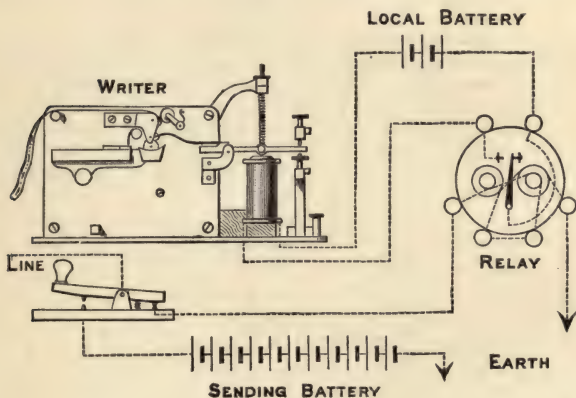 LOCAL BATTERY
WRITER
RELAY
LINE
EARTH
SENDING BATTERY